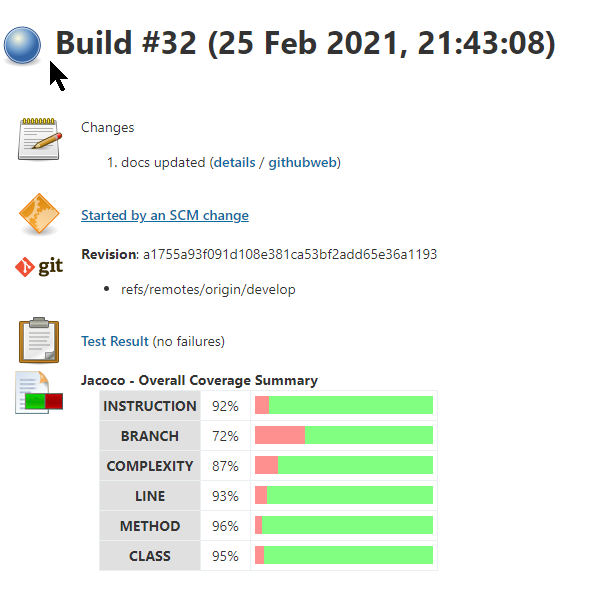 Build #32 (25 Feb 2021, 21:43:08)
Changes
1. docs updated (details / githubweb)
Started by an SCM change
git
Revision: a1755a93f091d108e381ca53bf2add65e36a1193
• refs/remotes/origin/develop
Test Result (no failures)
Jacoco - Overall Coverage Summary
INSTRUCTION 92%
BRANCH 72%
COMPLEXITY 87%
LINE 93%
METHOD 96%
CLASS 95%